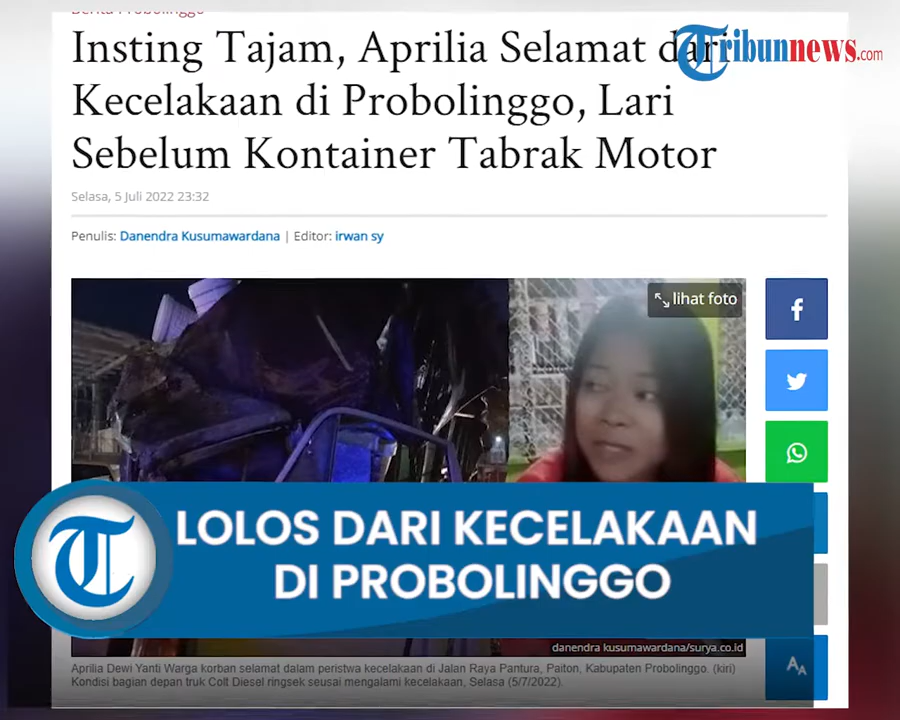 Berita Probolinggo
Insting Tajam, Aprilia Selamat dari
Kecelakaan di Probolinggo, Lari
Sebelum Kontainer Tabrak Motor
Tribunnews.com
Selasa, 5 Juli 2022 23:32
Penulis: Danendra Kusumawardana | Editor: irwan sy
lihat foto
LOLOS DARI KECELAKAAN
DI PROBOLINGGO
danendra kusumawardana/surya.co.id
Aprilia Dewi Yanti Warga korban selamat dalam peristwa kecelakaan di Jalan Raya Pantura, Paiton, Kabupaten Probolinggo. (kiri)
Kondisi bagian depan truk Colt Diesel ringsek seusai mengalami kecelakaan, Selasa (5/7/2022).
AA